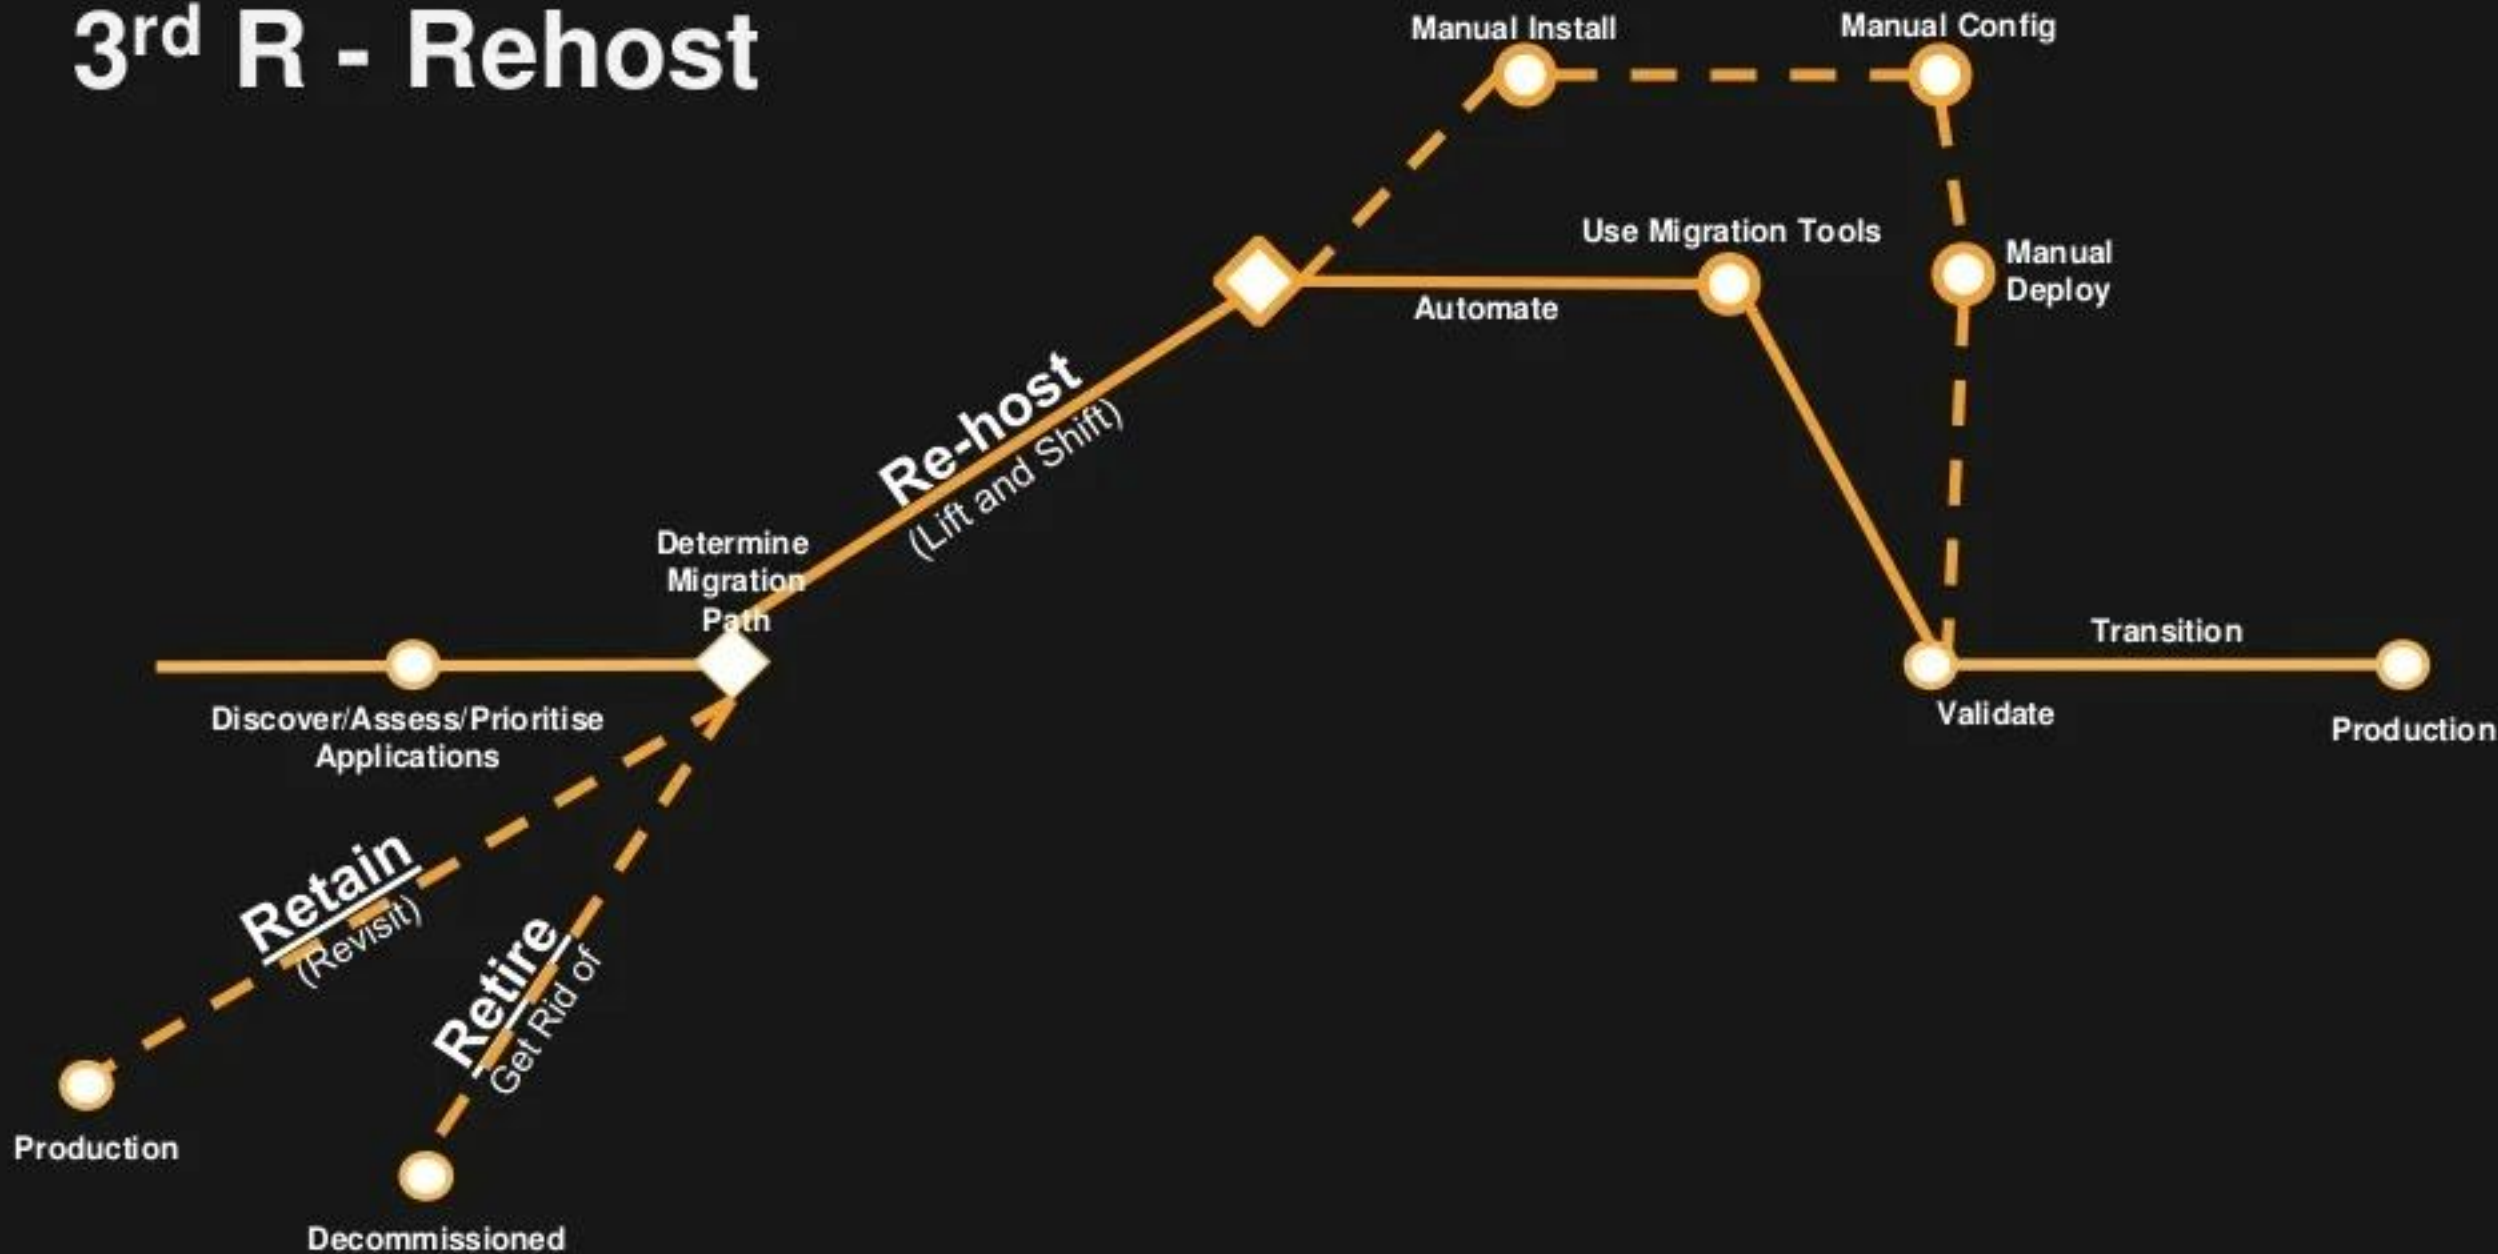 3rd R - Rehost
Manual Install
Manual Config
Use Migration Tools
Manual
Deploy
Automate
Re-host
(Lift and Shift)
Determine
Migration
Path
Discover/Assess/Prioritise
Applications
Transition
Validate
Production
Retain
(Revisit)
Retire
Get Rid of
Production
Decommissioned